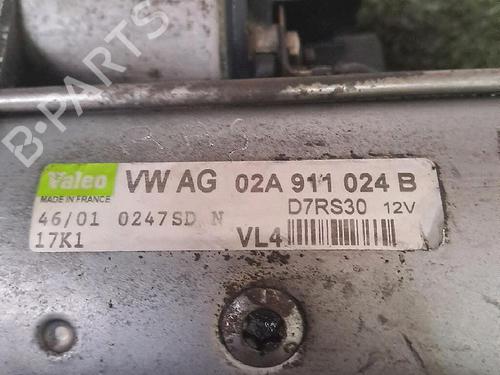 B-PARTS
Valeo VW AG 02A 911 024 B
MADE IN FRANCE D7RS30 12V
46/01 0247SD N
17K1 VL4